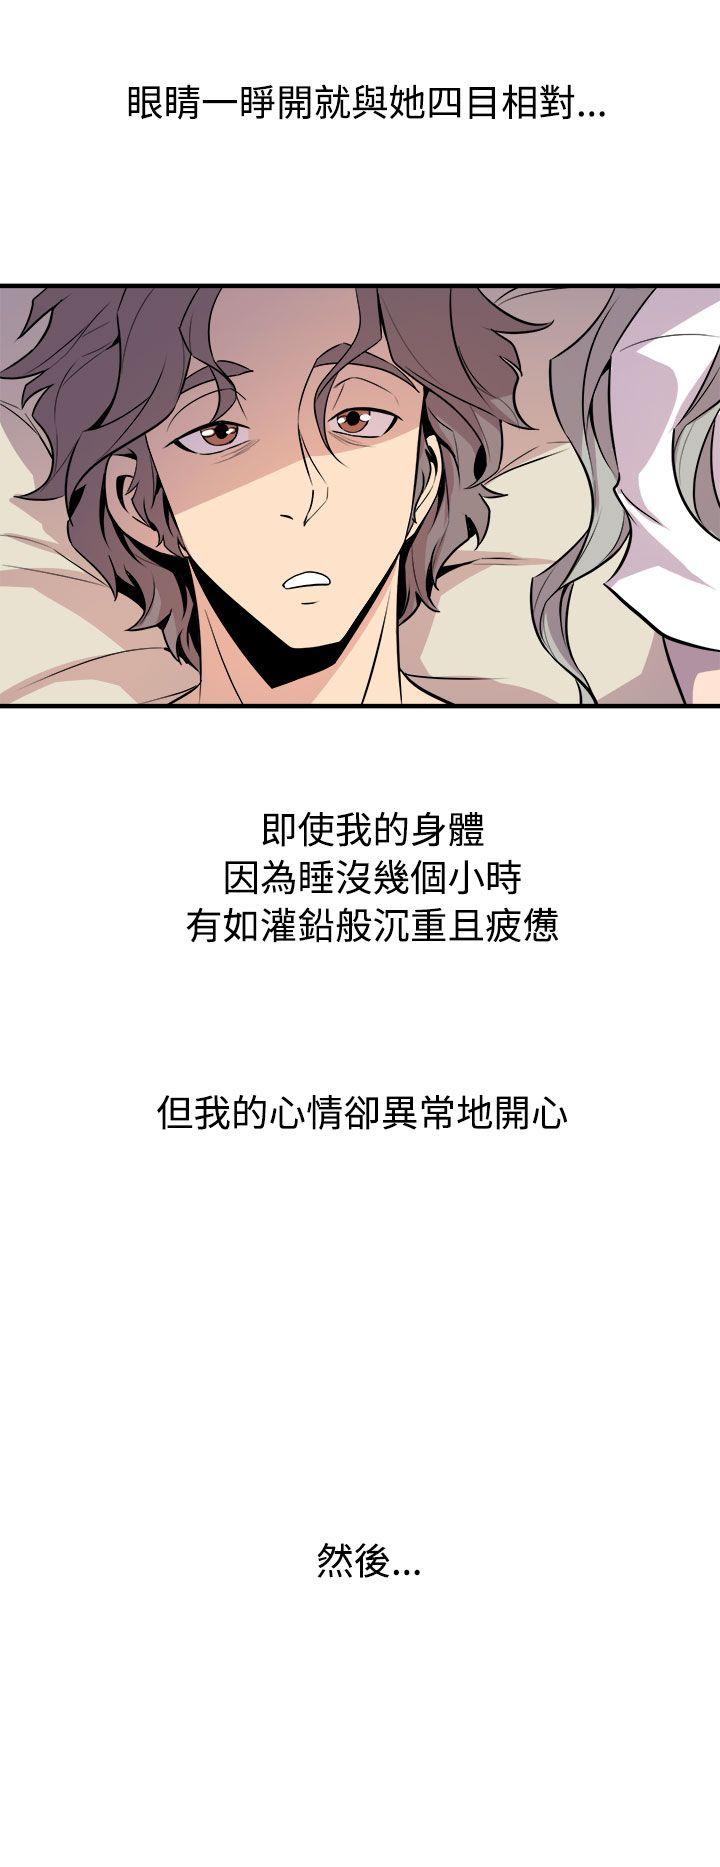 眼睛一睜開就與她四目相對...
即使我的身體
因為睡沒幾個小時
有如灌鉛般沉重且疲憊
但我的心情卻異常地開心
然後...